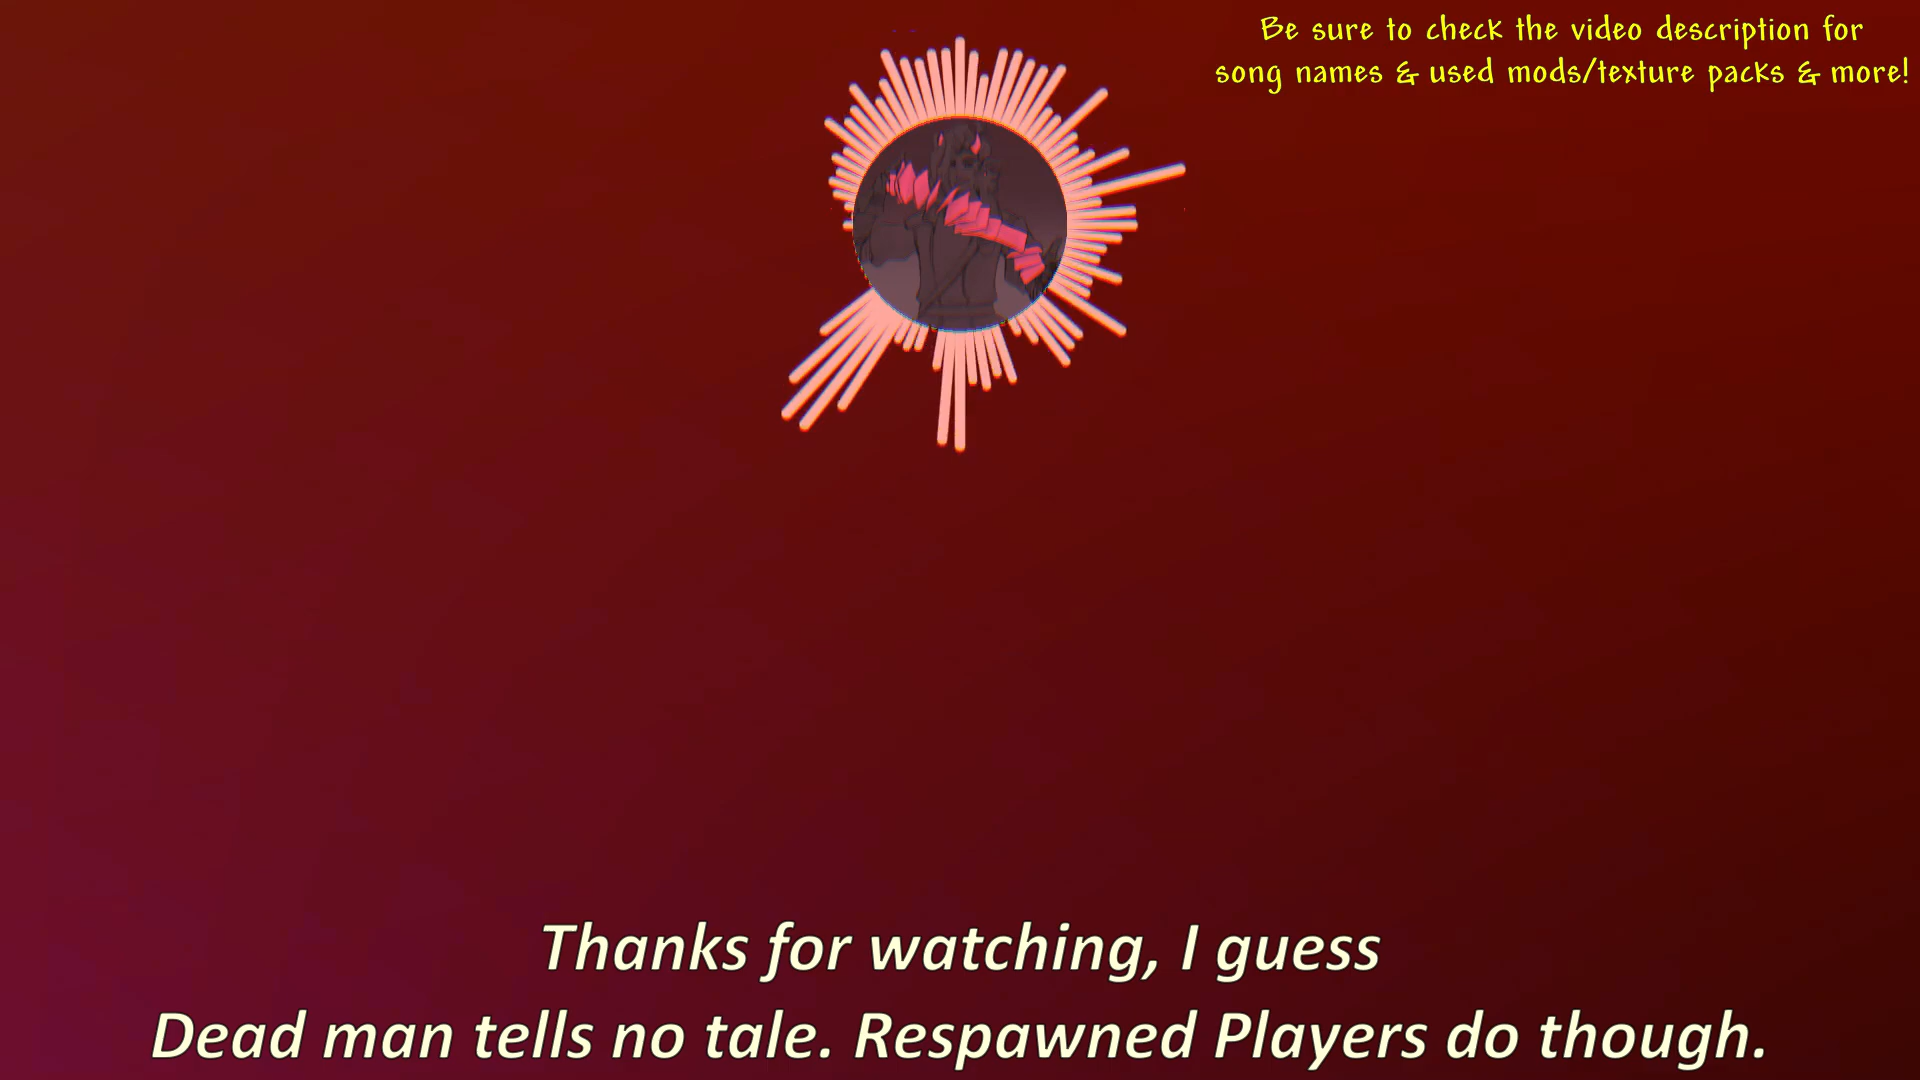 Be sure to check the video description for
song names & used mods/texture packs & more!
Thanks for watching, I guess
Dead man tells no tale. Respawned Players do though.